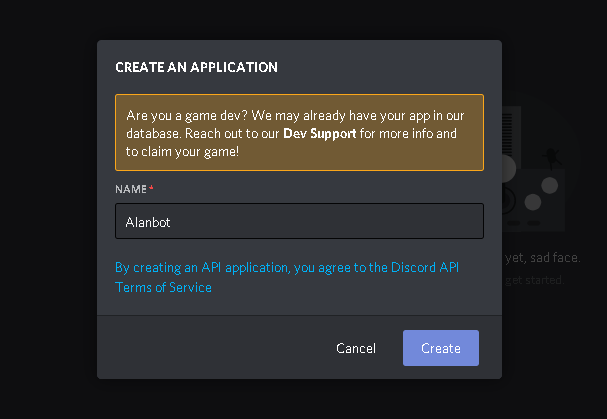 CREATE AN APPLICATION
Are you a game dev? We may already have your app in our
database. Reach out to our Dev Support for more info and
to claim your game!
NAME *
Alanbot
yet, sad face.
get started
By creating an API application, you agree to the Discord API
Terms of Service
Cancel
Create